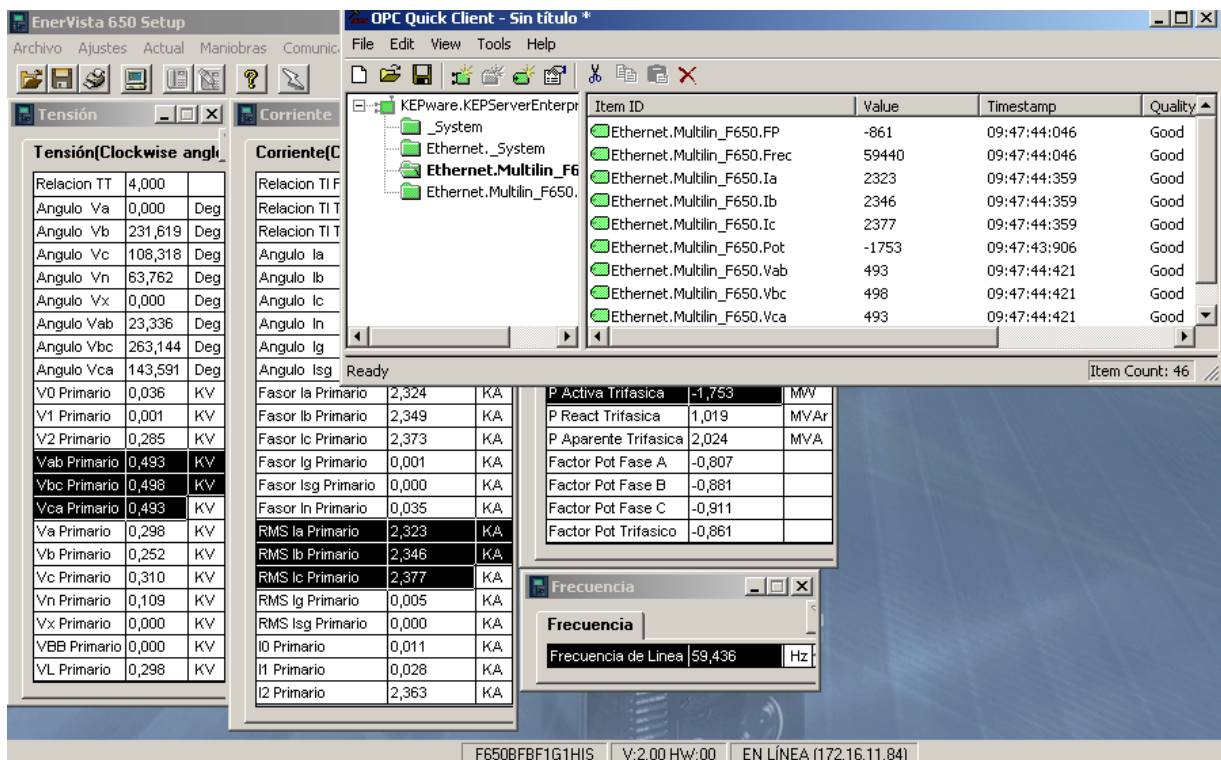 EnerVista 650 Setup
Archivo Ajustes Actual Maniobras Comunic
OPC Quick Client - Sin título *
File Edit View Tools Help
KEPware.KEPServerEnterpr
_System
Ethernet._System
Ethernet.Multilin_F6
Ethernet.Multilin_F650.
Item ID Value Timestamp Quality
Ethernet.Multilin_F650.FP -861 09:47:44:046 Good
Ethernet.Multilin_F650.Frec 59440 09:47:44:046 Good
Ethernet.Multilin_F650.Ia 2323 09:47:44:359 Good
Ethernet.Multilin_F650.Ib 2346 09:47:44:359 Good
Ethernet.Multilin_F650.Ic 2377 09:47:44:359 Good
Ethernet.Multilin_F650.Pot -1753 09:47:43:906 Good
Ethernet.Multilin_F650.Vab 493 09:47:44:421 Good
Ethernet.Multilin_F650.Vbc 498 09:47:44:421 Good
Ethernet.Multilin_F650.Vca 493 09:47:44:421 Good
Ready Item Count: 46
Tensión
Tensión(Clockwise angl
Relacion TT 4,000
Angulo Va 0,000 Deg
Angulo Vb 231,619 Deg
Angulo Vc 108,318 Deg
Angulo Vn 63,762 Deg
Angulo Vx 0,000 Deg
Angulo Vab 23,336 Deg
Angulo Vbc 263,144 Deg
Angulo Vca 143,591 Deg
V0 Primario 0,036 KV
V1 Primario 0,001 KV
V2 Primario 0,285 KV
Vab Primario 0,493 KV
Vbc Primario 0,498 KV
Vca Primario 0,493 KV
Va Primario 0,298 KV
Vb Primario 0,252 KV
Vc Primario 0,310 KV
Vn Primario 0,109 KV
Vx Primario 0,000 KV
VBB Primario 0,000 KV
VL Primario 0,298 KV
Corriente
Corriente(C
Relacion TI F
Relacion TI T
Relacion TI T
Angulo Ia
Angulo Ib
Angulo Ic
Angulo In
Angulo Ig
Angulo Isg
Fasor Ia Primario 2,324 KA
Fasor Ib Primario 2,349 KA
Fasor Ic Primario 2,373 KA
Fasor Ig Primario 0,001 KA
Fasor Isg Primario 0,000 KA
Fasor In Primario 0,035 KA
RMS Ia Primario 2,323 KA
RMS Ib Primario 2,346 KA
RMS Ic Primario 2,377 KA
RMS Ig Primario 0,005 KA
RMS Isg Primario 0,000 KA
I0 Primario 0,011 KA
I1 Primario 0,028 KA
I2 Primario 2,363 KA
P Activa Trifasica -1,753 MW
P React Trifasica 1,019 MVAr
P Aparente Trifasica 2,024 MVA
Factor Pot Fase A -0,807
Factor Pot Fase B -0,881
Factor Pot Fase C -0,911
Factor Pot Trifasico -0,861
Frecuencia
Frecuencia
Frecuencia de Linea 59,436 Hz
F650BFBF1G1HIS V:2.00 HW:00 EN LÍNEA (172.16.11.84)